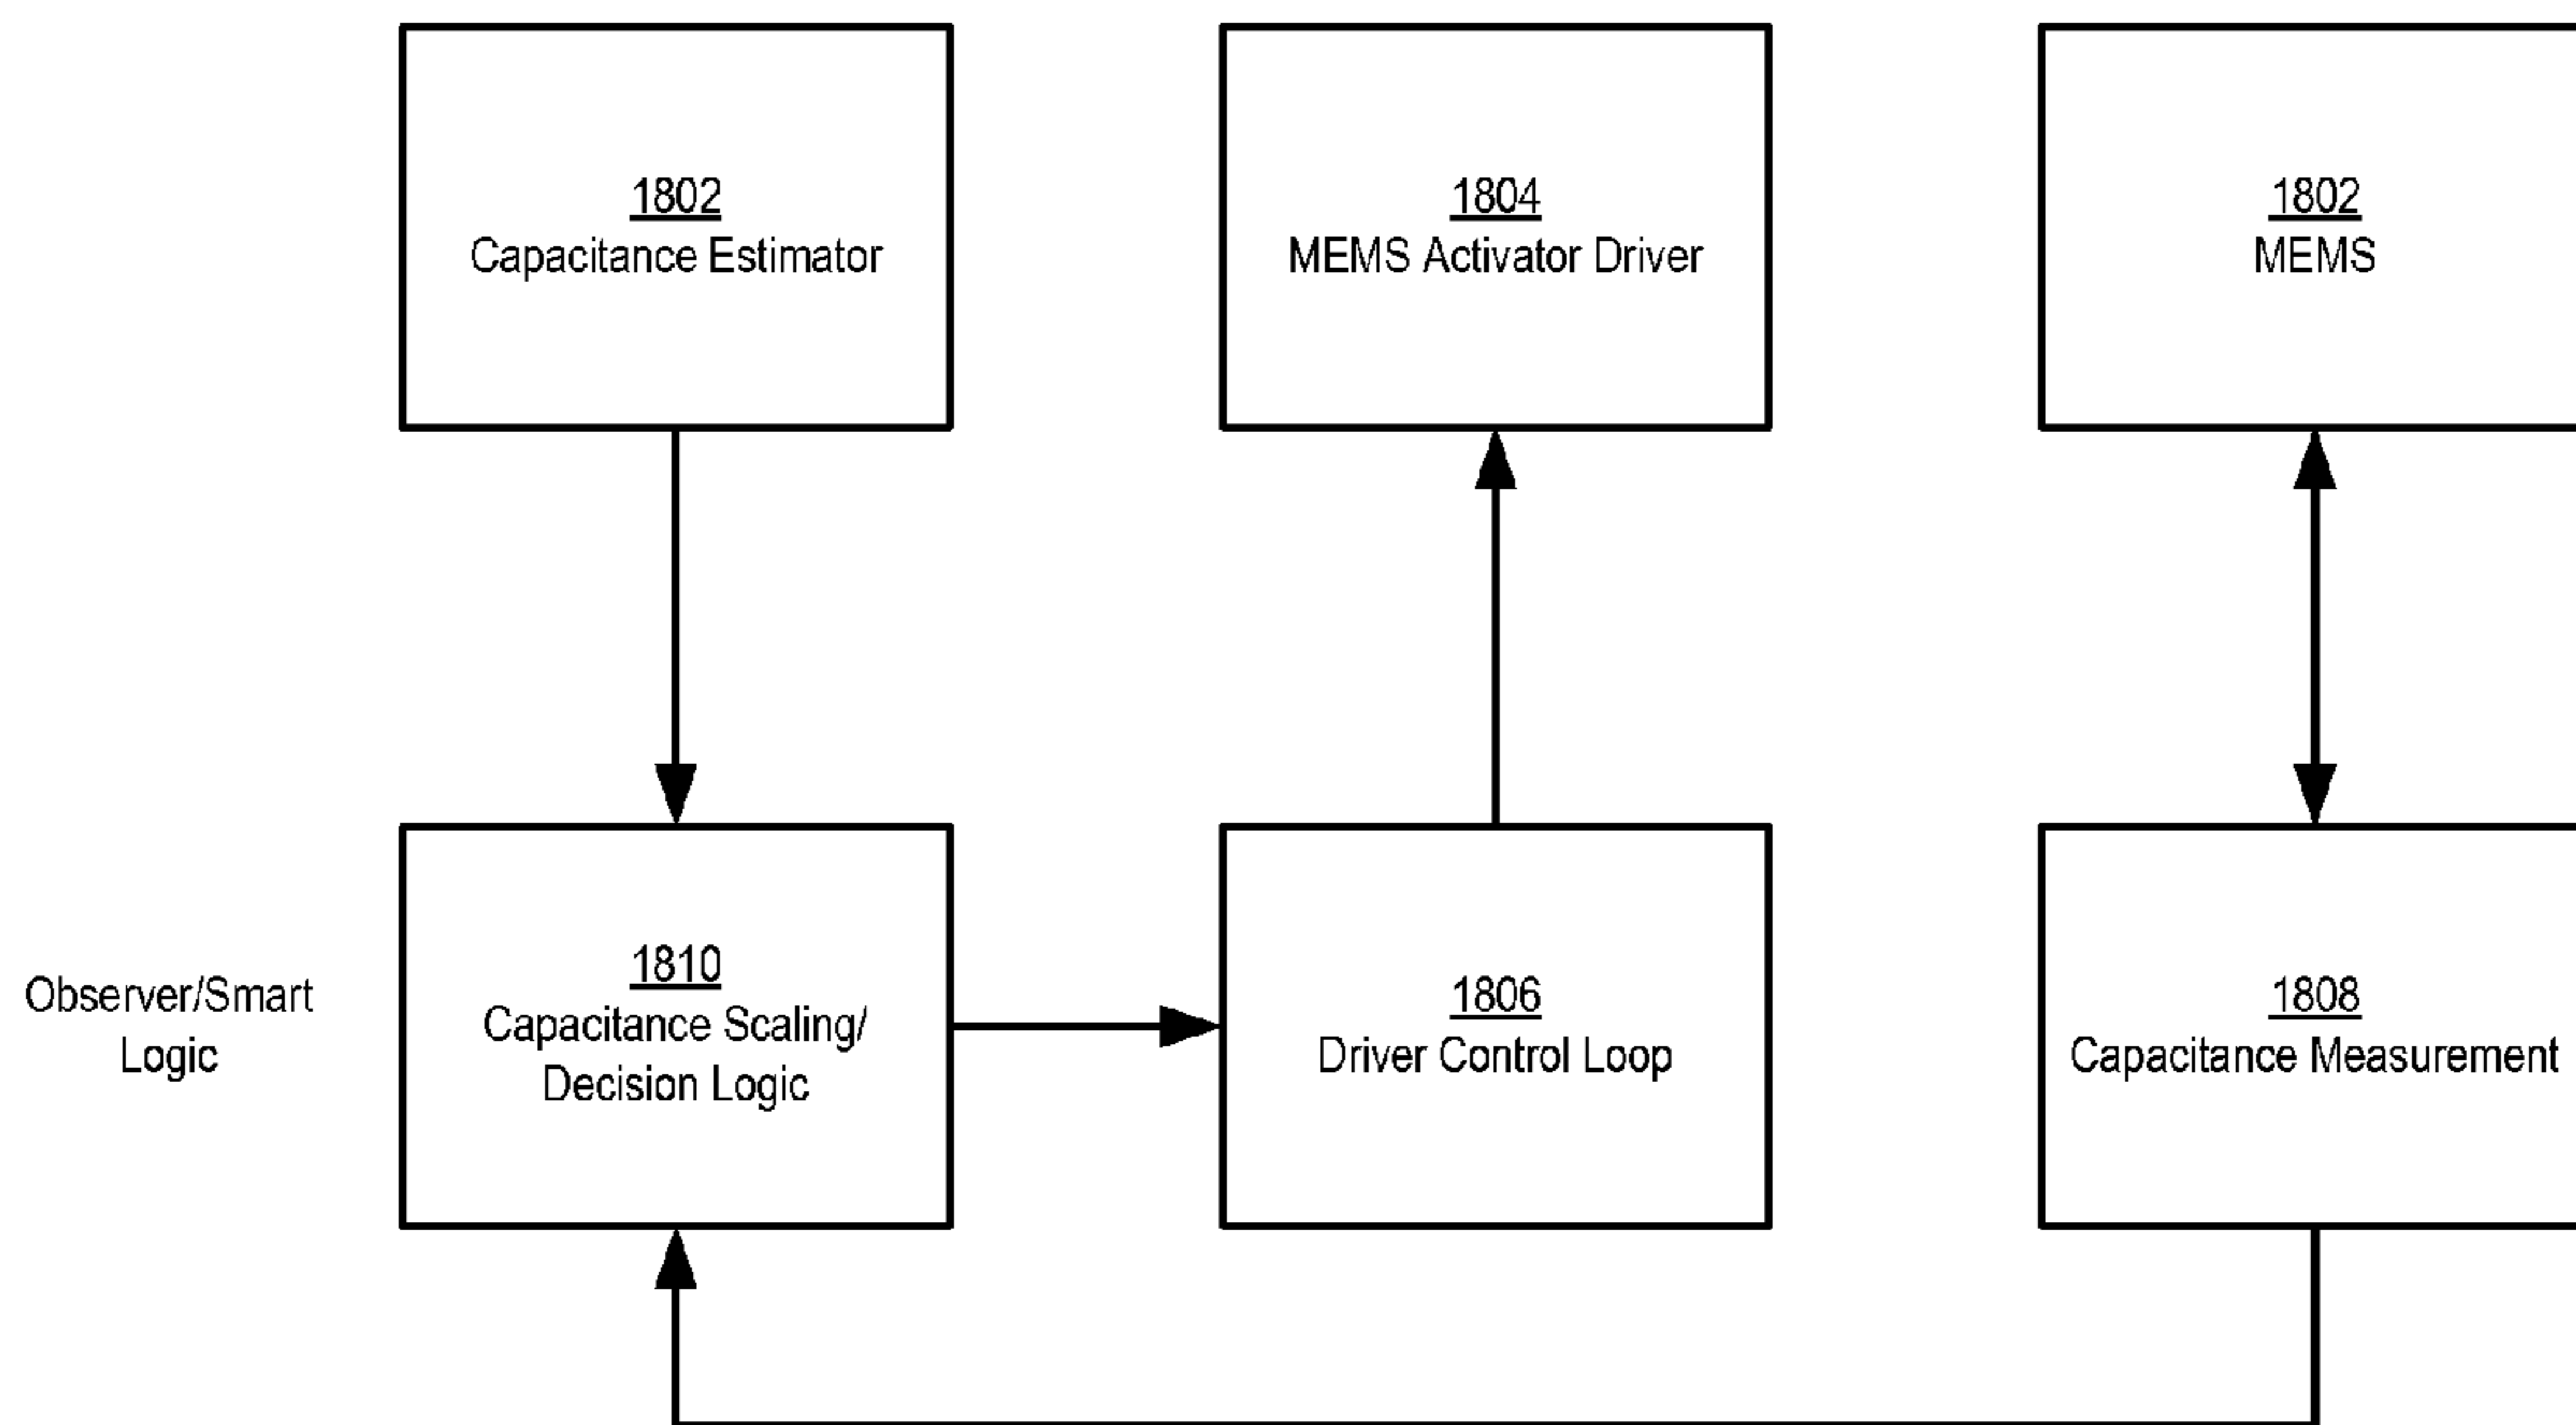 1802
Capacitance Estimator
1804
MEMS Activator Driver
1802
MEMS
Observer/Smart
Logic
1810
Capacitance Scaling/
Decision Logic
1806
Driver Control Loop
1808
Capacitance Measurement